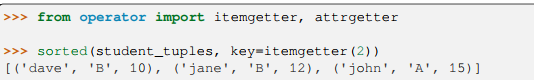 >>> from operator import itemgetter, attrgetter
>>> sorted(student_tuples, key=itemgetter(2))
[('dave', 'B', 10), ('jane', 'B', 12), ('john', 'A', 15)]